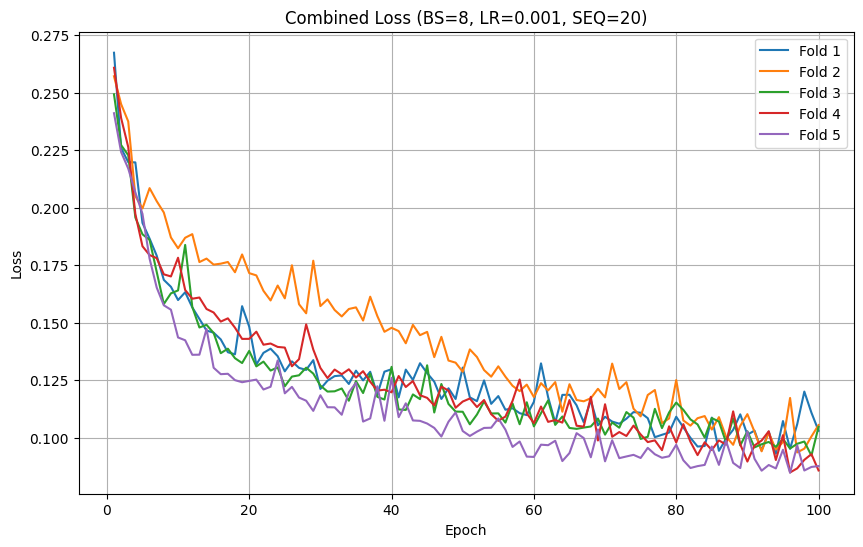 Combined Loss (BS=8, LR=0.001, SEQ=20)
0.275
0.250
0.225
0.200
0.175
0.150
0.125
0.100
Loss
Fold 1
Fold 2
Fold 3
Fold 4
Fold 5
0 20 40 60 80 100
Epoch